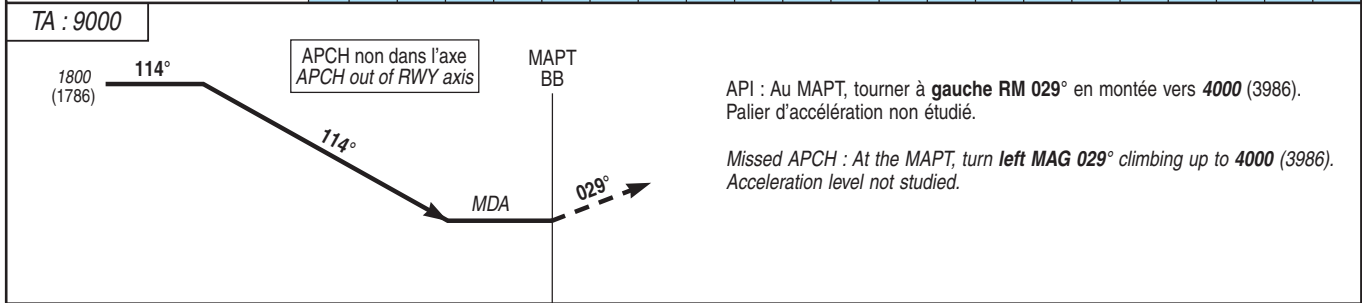 TA : 9000
APCH non dans l'axe
APCH out of RWY axis
MAPT
BB
1800
(1786)
114°
114°
MDA
029°
API : Au MAPT, tourner à gauche RM 029° en montée vers 4000 (3986).
Palier d'accélération non étudié.
Missed APCH : At the MAPT, turn left MAG 029° climbing up to 4000 (3986).
Acceleration level not studied.